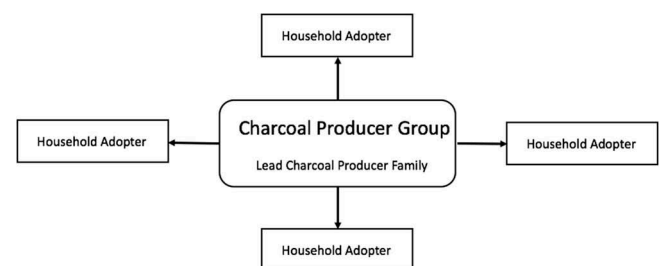 Household Adopter
Charcoal Producer Group
Household Adopter
Household Adopter
Lead Charcoal Producer Family
Household Adopter